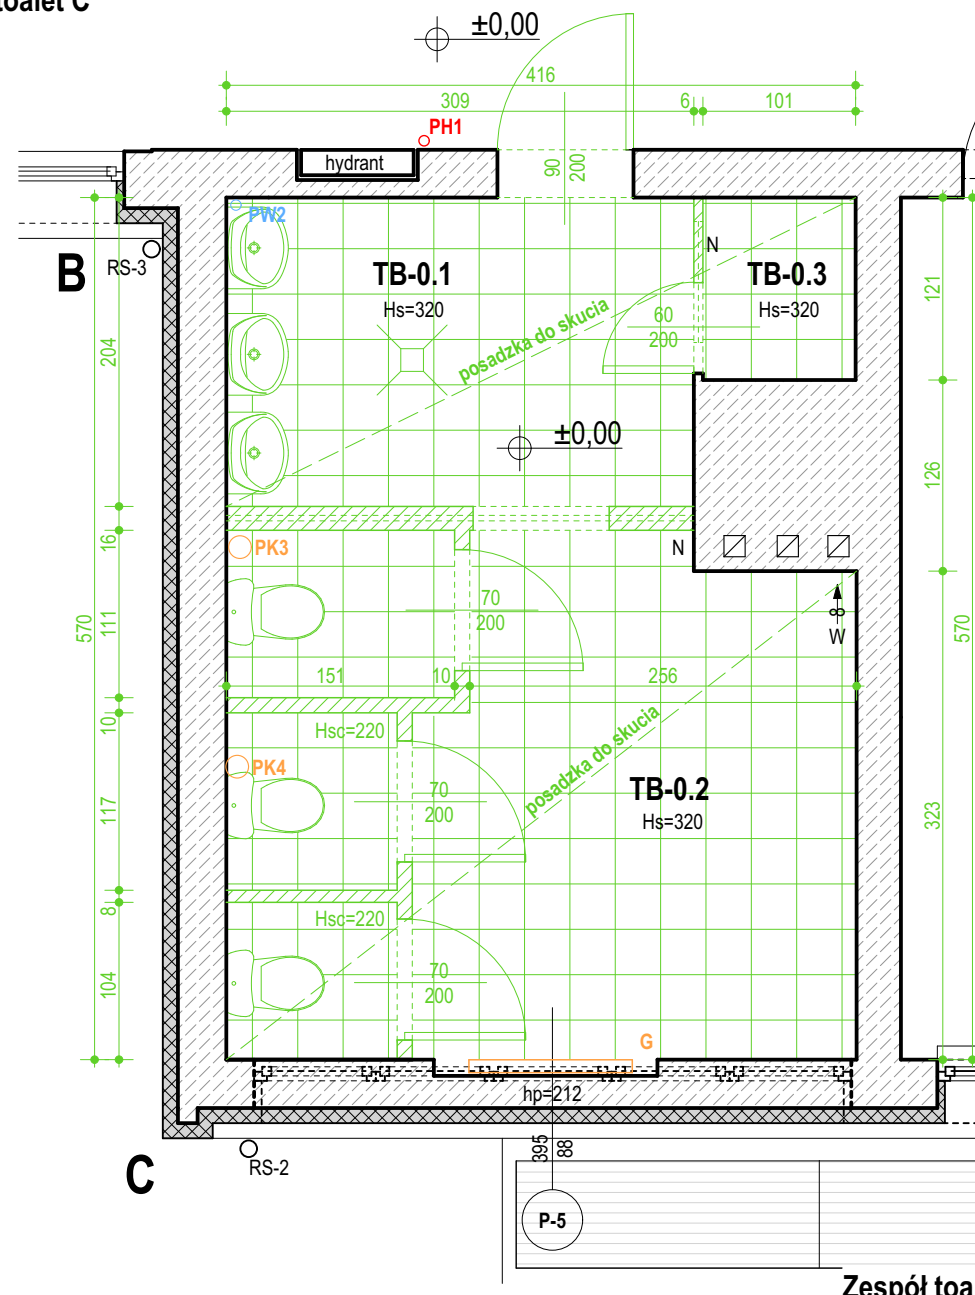 toalet C
±0,00
416
309
6
101
PH1
hydrant
90
200
PW2
N
B
RS-3
TB-0.1
Hs=320
TB-0.3
Hs=320
121
204
60
200
posadzka do skucia
±0,00
126
16
PK3
N
70
200
W
570
111
570
151
10
256
10
Hsc=220
posadzka do skucia
PK4
70
200
TB-0.2
Hs=320
117
323
8
Hsc=220
104
70
200
G
hp=212
395
88
C
RS-2
P-5
Zespół toa